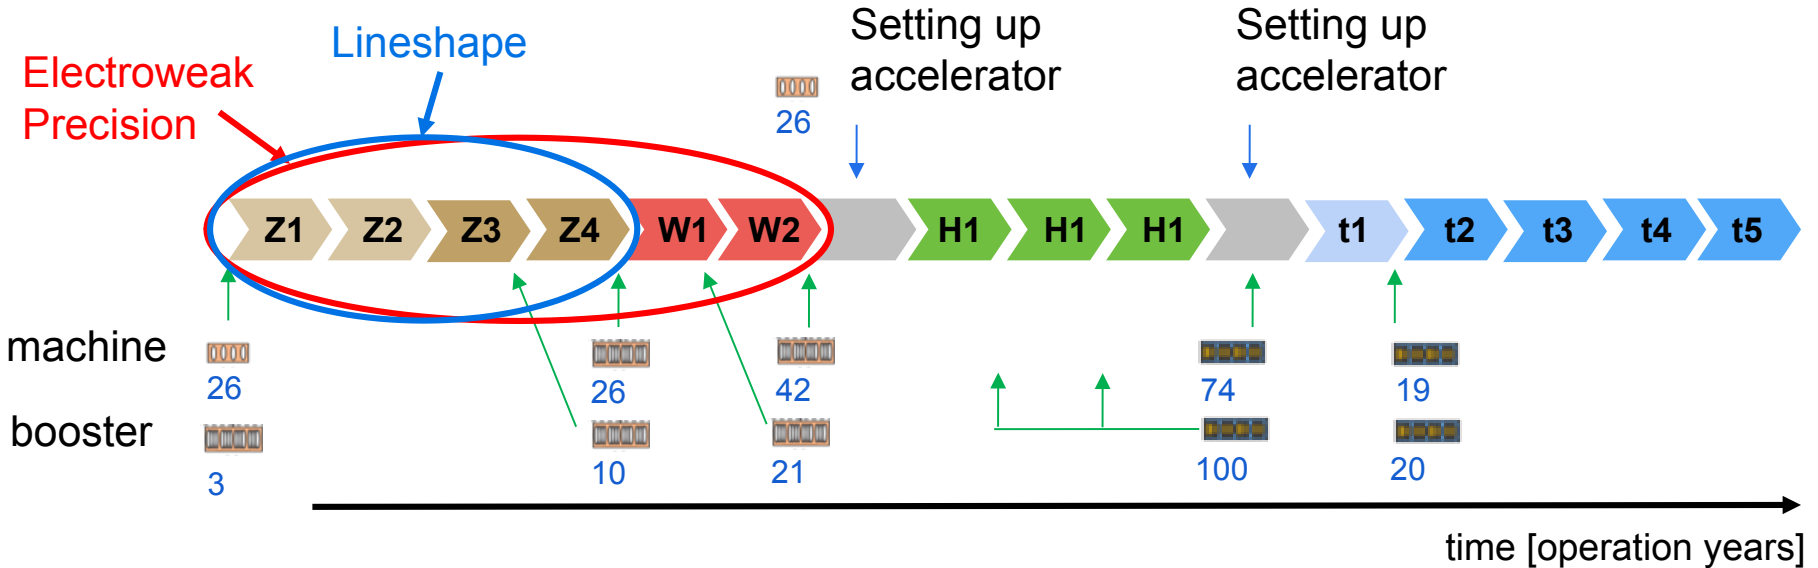 Setting up
accelerator
Setting up
accelerator
Lineshape
Electroweak
Precision
26
Z1 Z2 Z3 Z4 W1 W2 H1 H1 H1 t1 t2 t3 t4 t5
machine
26 26 42 74 19
booster
3 10 21 100 20
time [operation years]